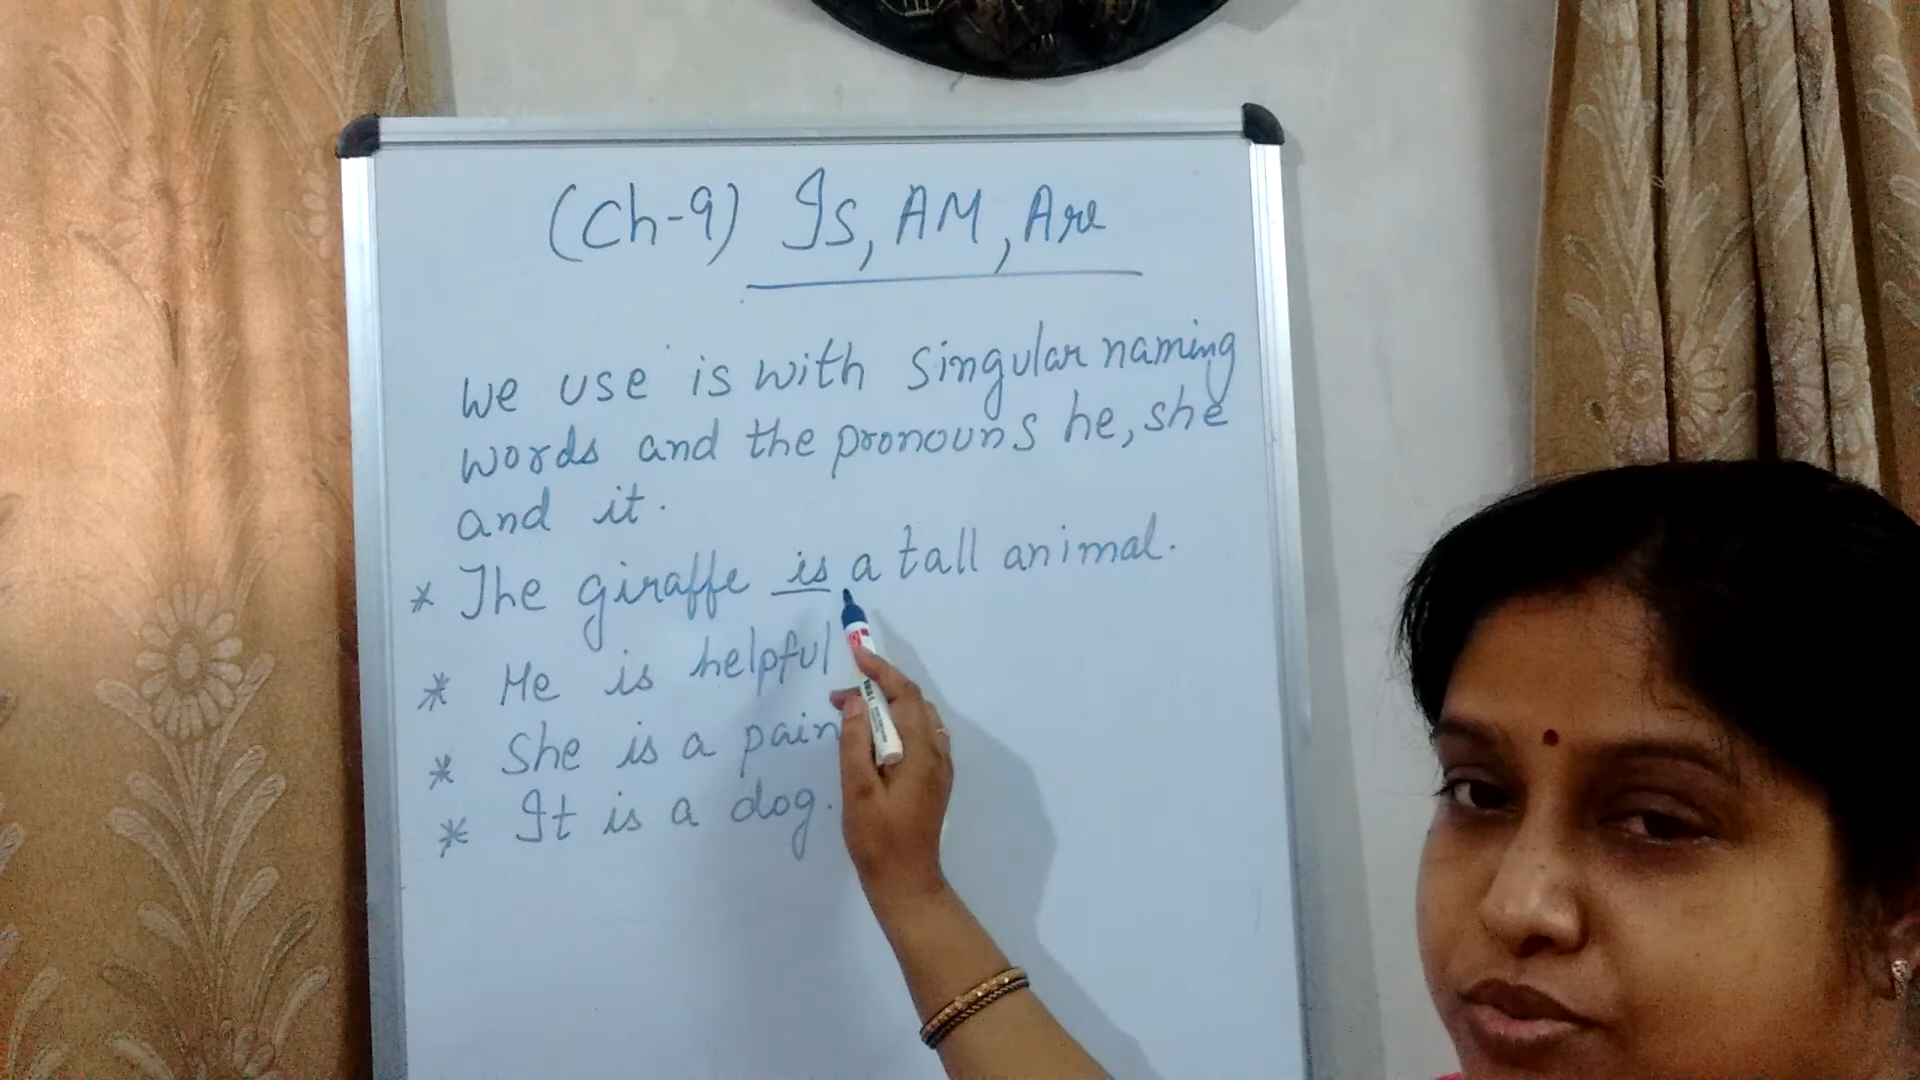 (Ch-9) Is, AM, Are
We use is with singular naming
words and the pronouns he, she
and it.
* The giraffe is a tall animal.
* He is helpful
* She is a
* It is a dog.